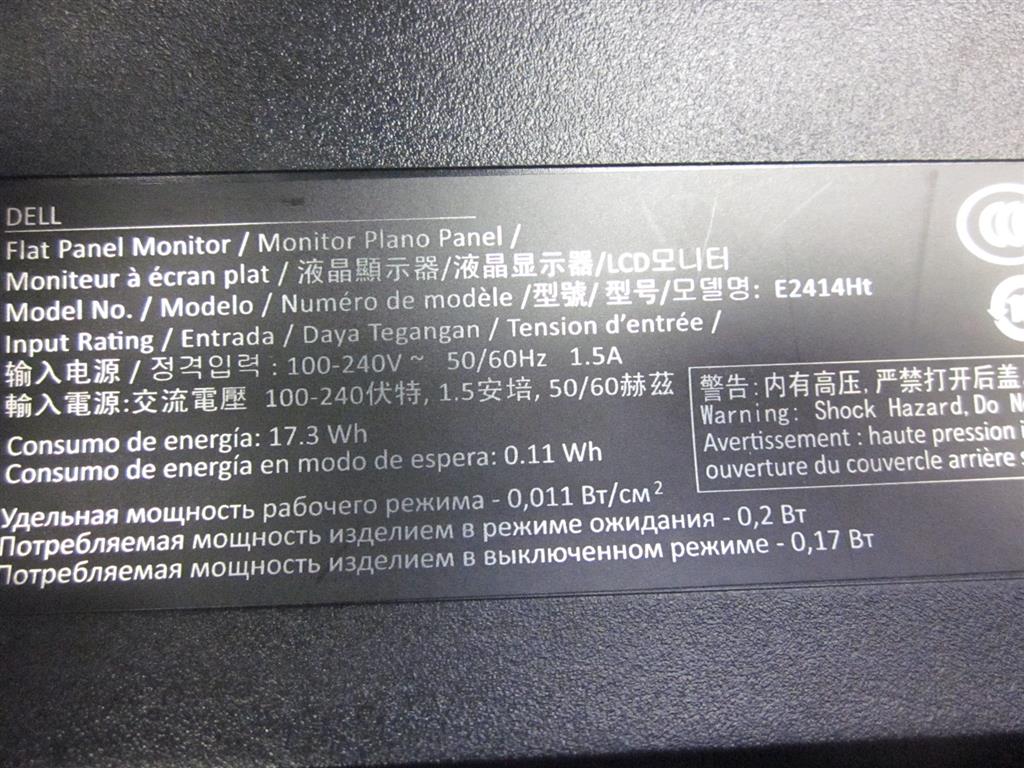 DELL
Flat Panel Monitor / Monitor Plano Panel /
Moniteur à écran plat / 液晶顯示器/液晶显示器/LCD모니터
Model No. / Modelo / Numéro de modèle /型號/ 型号/모델명: E2414Ht
Input Rating / Entrada / Daya Tegangan / Tension d'entrée /
输入电源 / 정격입력 : 100-240V ~ 50/60Hz 1.5A
輸入電源:交流電壓 100-240伏特, 1.5安培, 50/60赫茲
Consumo de energía: 17.3 Wh
Consumo de energía en modo de espera: 0.11 Wh
Удельная мощность рабочего режима - 0,011 Вт/см²
Потребляемая мощность изделием в режиме ожидания - 0,2 Вт
Потребляемая мощность изделием в выключенном режиме - 0,17 Вт
警告: 内有高压, 严禁打开后盖
Warning: Shock Hazard, Do
Avertissement : haute pression
ouverture du couvercle arrière